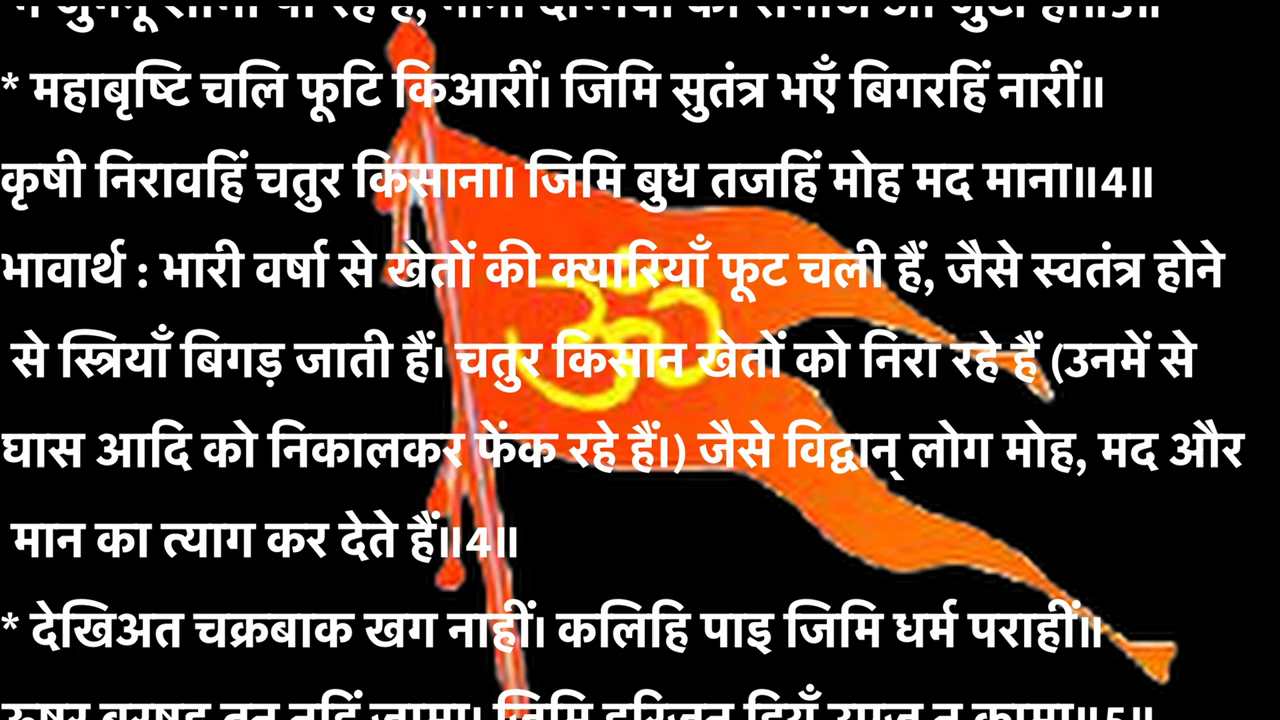 * महाबृष्टि चलि फूटि किआरीं। जिमि सुतंत्र भएँ बिगरहिं नारीं॥
कृषी निरावहिं चतुर किसाना। जिमि बुध तजहिं मोह मद माना॥4॥
भावार्थ : भारी वर्षा से खेतों की क्यारियाँ फूट चली हैं, जैसे स्वतंत्र होने
से स्त्रियाँ बिगड़ जाती हैं। चतुर किसान खेतों को निरा रहे हैं (उनमें से
घास आदि को निकालकर फेंक रहे हैं।) जैसे विद्वान् लोग मोह, मद और
मान का त्याग कर देते हैं॥4॥
* देखिअत चक्रबाक खग नाहीं। कलिहि पाइ जिमि धर्म पराहीं॥